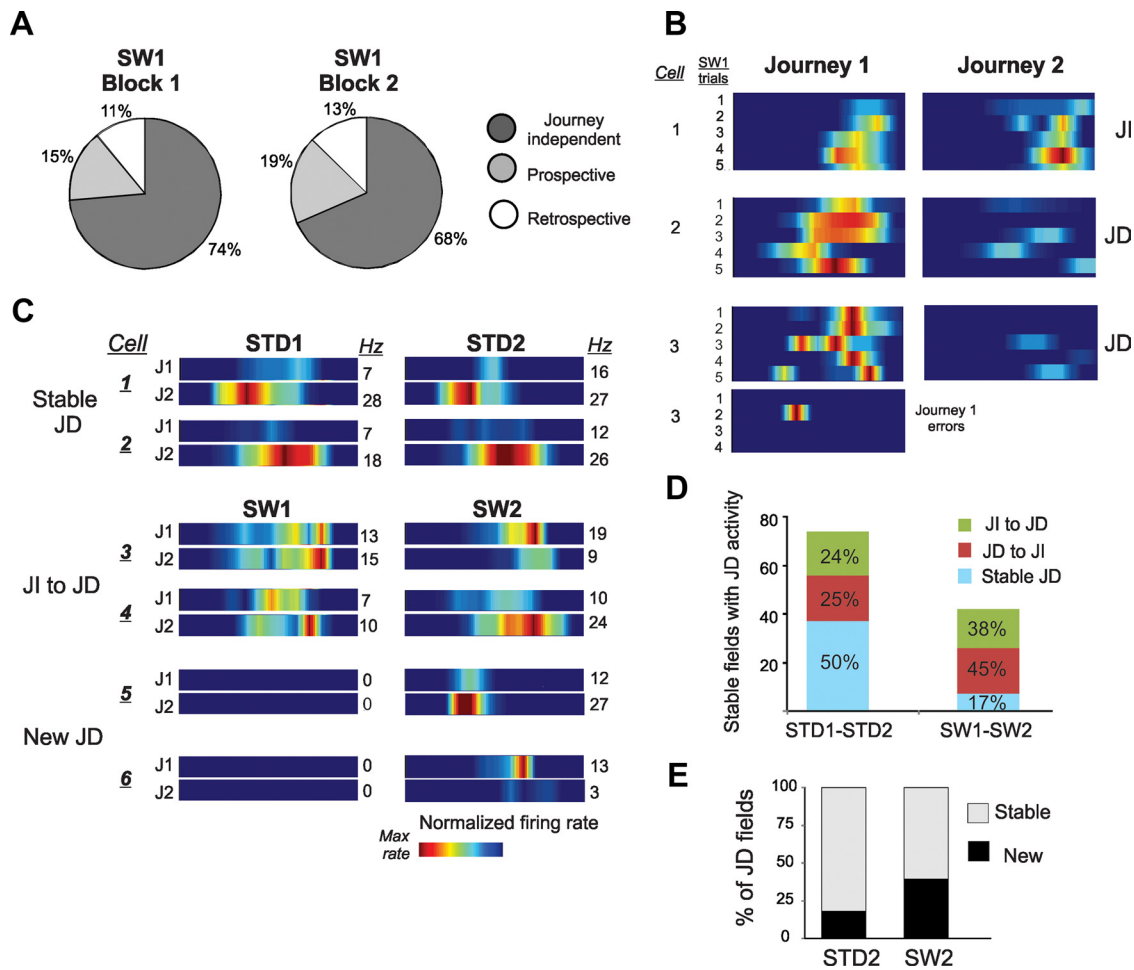 A
SW1
Block 1
SW1
Block 2
11%
15%
74%
13%
19%
68%
Journey
independent
Prospective
Retrospective
B
Cell
SW1
trials
Journey 1
Journey 2
1
1
2
3
4
5
JI
2
1
2
3
4
5
JD
3
1
2
3
4
5
JD
3
1
2
3
4
Journey 1
errors
C
Cell
STD1
Hz
STD2
Hz
Stable
JD
1
J1
7
16
J2
28
27
2
J1
7
12
J2
18
26
SW1
SW2
JI to JD
3
J1
13
19
J2
15
9
4
J1
7
10
J2
10
24
New JD
5
J1
0
12
J2
0
27
6
J1
0
13
J2
0
3
Normalized firing rate
Max
rate
D
Stable fields with JD activity
80
60
40
20
24%
25%
50%
38%
45%
17%
STD1-STD2
SW1-SW2
JI to JD
JD to JI
Stable JD
E
% of JD fields
100
75
50
25
0
STD2
SW2
Stable
New